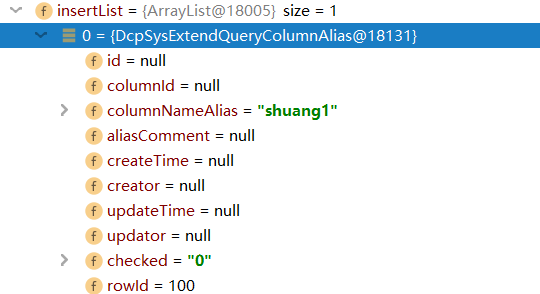 f insertList = {ArrayList@18005} size = 1
0 = {DcpSysExtendQueryColumnAlias@18131}
f id = null
f columnId = null
f columnNameAlias = "shuang1"
f aliasComment = null
f createTime = null
f creator = null
f updateTime = null
f updator = null
f checked = "0"
f rowId = 100